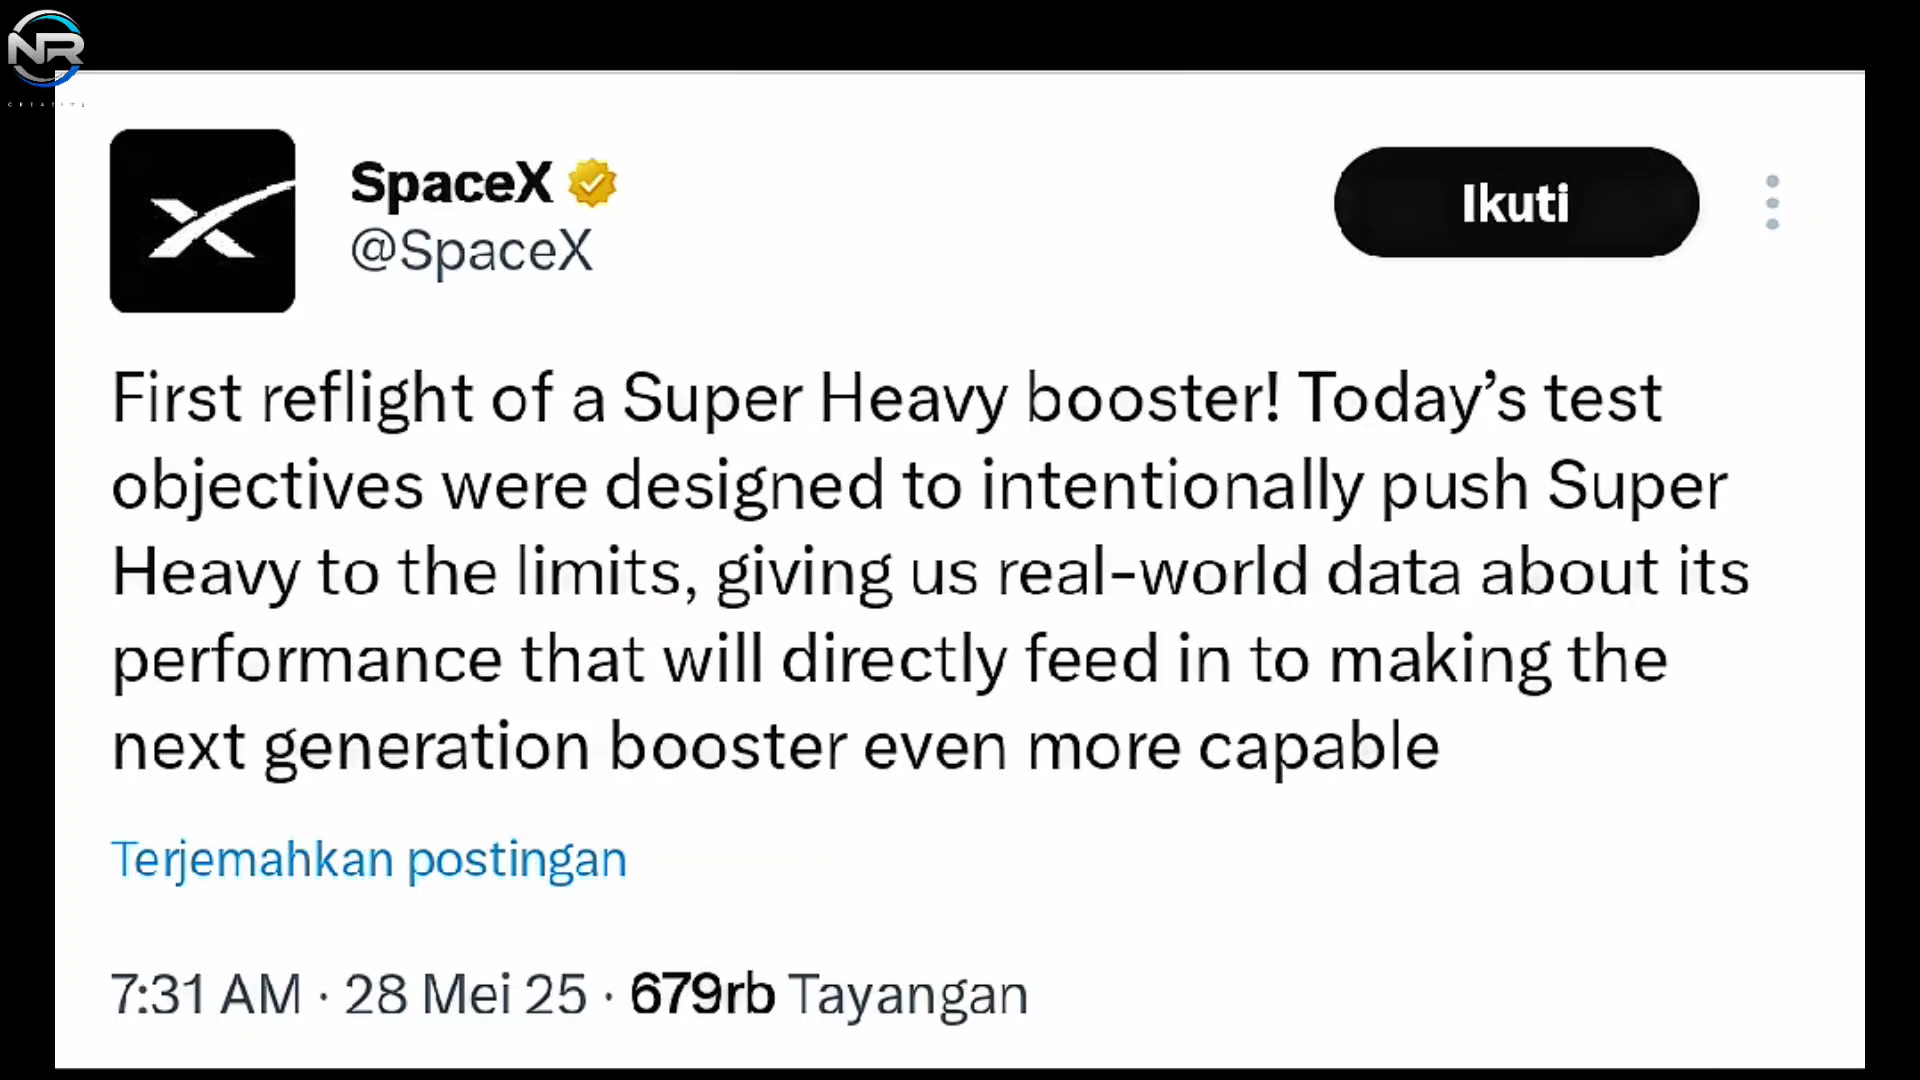 NR
CREATIVE
SpaceX
@SpaceX
Ikuti
First reflight of a Super Heavy booster! Today’s test
objectives were designed to intentionally push Super
Heavy to the limits, giving us real-world data about its
performance that will directly feed in to making the
next generation booster even more capable
Terjemahkan postingan
7:31 AM · 28 Mei 25 · 679rb Tayangan